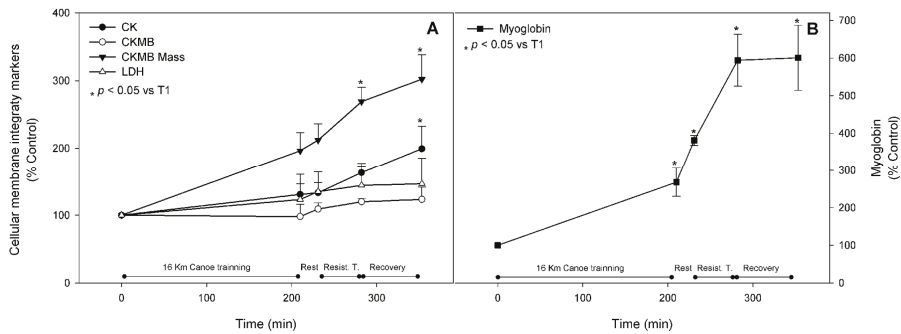 A
CK
CKMB
CKMB Mass
LDH
* p < 0.05 vs T1
* * *
Cellular membrane integraty markers
(% Control)
400
300
200
100
0
16 Km Canoe trainning Rest Resist. T. Recovery
0 100 200 300
Time (min)
B
Myoglobin
* p < 0.05 vs T1
* * * *
Myoglobin
(% Control)
700
600
500
400
300
200
100
0
16 Km Canoe trainning Rest Resist. T. Recovery
0 100 200 300
Time (min)